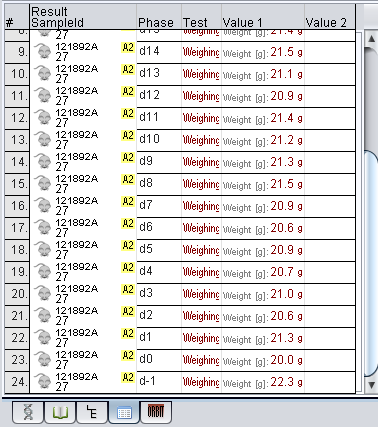 # Result SampleId Phase Test Value 1 Value 2
27
9. 121892A 27 A2 d14 Weighing Weight [g]: 21.5 g
10. 121892A 27 A2 d13 Weighing Weight [g]: 21.1 g
11. 121892A 27 A2 d12 Weighing Weight [g]: 20.9 g
12. 121892A 27 A2 d11 Weighing Weight [g]: 21.4 g
13. 121892A 27 A2 d10 Weighing Weight [g]: 21.2 g
14. 121892A 27 A2 d9 Weighing Weight [g]: 21.3 g
15. 121892A 27 A2 d8 Weighing Weight [g]: 21.5 g
16. 121892A 27 A2 d7 Weighing Weight [g]: 20.9 g
17. 121892A 27 A2 d6 Weighing Weight [g]: 20.6 g
18. 121892A 27 A2 d5 Weighing Weight [g]: 20.9 g
19. 121892A 27 A2 d4 Weighing Weight [g]: 20.7 g
20. 121892A 27 A2 d3 Weighing Weight [g]: 21.0 g
21. 121892A 27 A2 d2 Weighing Weight [g]: 20.6 g
22. 121892A 27 A2 d1 Weighing Weight [g]: 21.3 g
23. 121892A 27 A2 d0 Weighing Weight [g]: 20.0 g
24. 121892A 27 A2 d-1 Weighing Weight [g]: 22.3 g